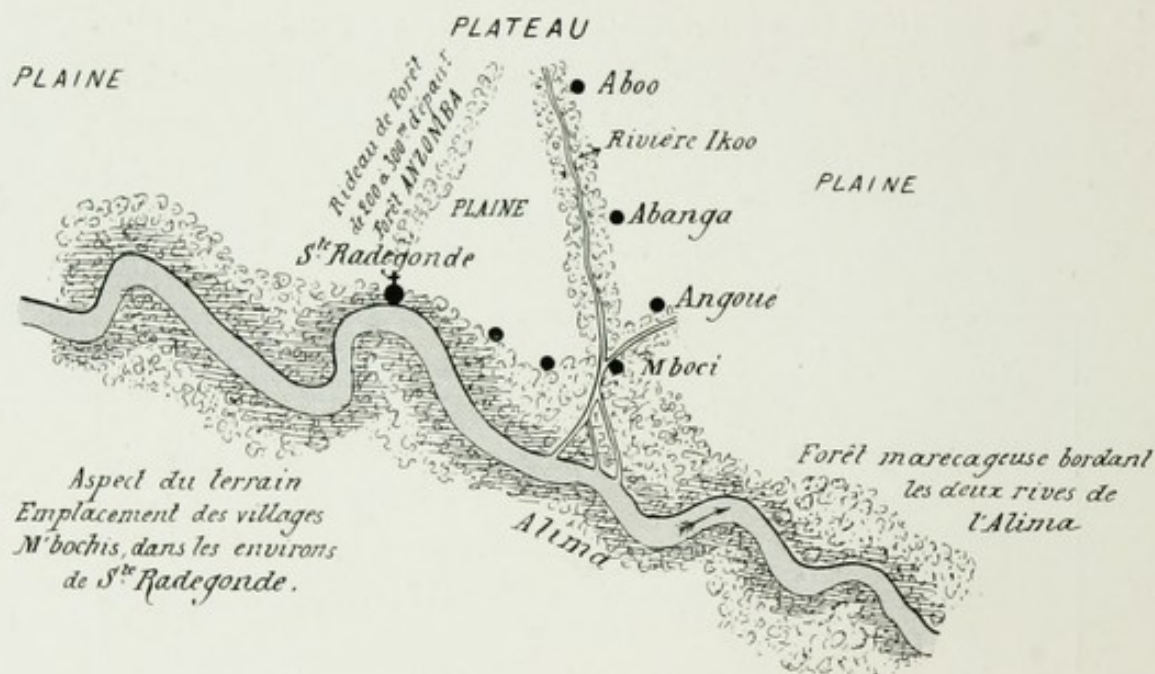 PLATEAU
PLAINE
Rideau de Forêt
de 200 à 300m d'épaisr
Forêt ANZOMBA
Aboo
Rivière Ikoo
PLAINE
PLAINE
Abanga
Ste Radegonde
Angoue
Mboci
Aspect du terrain
Emplacement des villages
M'bochis, dans les environs
de Ste Radegonde.
Alima
Forêt marecageuse bordant
les deux rives de
l'Alima